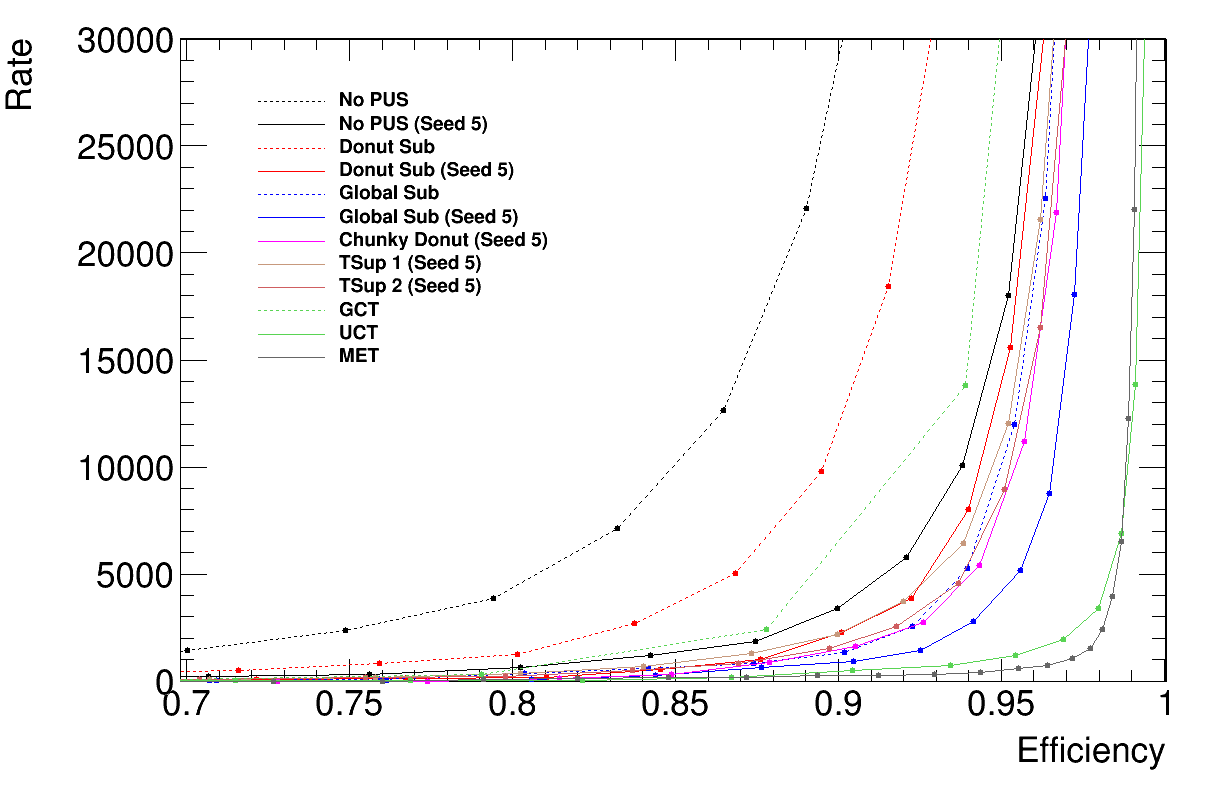 Rate
30000
25000
20000
15000
10000
5000
0
No PUS
No PUS (Seed 5)
Donut Sub
Donut Sub (Seed 5)
Global Sub
Global Sub (Seed 5)
Chunky Donut (Seed 5)
TSup 1 (Seed 5)
TSup 2 (Seed 5)
GCT
UCT
MET
0.7 0.75 0.8 0.85 0.9 0.95 1
Efficiency